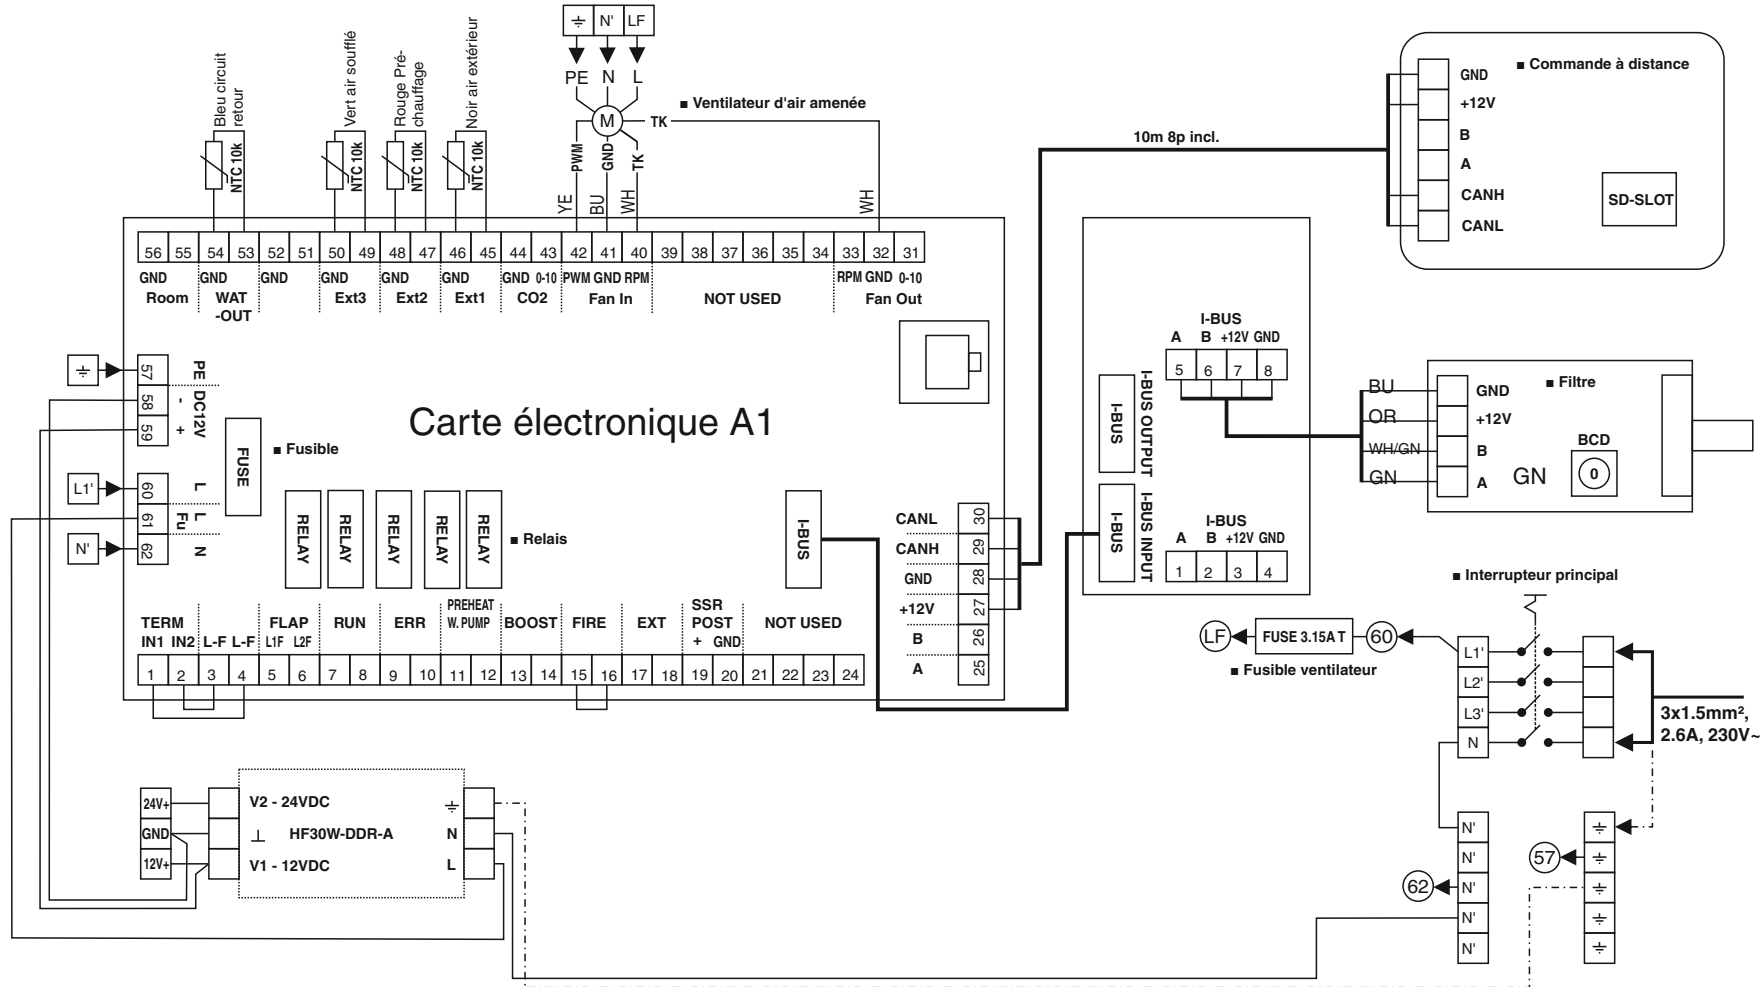 Bleu circuit
retour
Vert air soufflé
Rouge Pré-
chauffage
Noir air extérieur
NTC 10k
NTC 10k
NTC 10k
NTC 10k
N' LF
PE N L
M
TK
■ Ventilateur d'air amenée
PWM GND TK
YE BU WH WH
10m 8p incl.
■ Commande à distance
GND
+12V
B
A
CANH
CANL
SD-SLOT
56 55 54 53 52 51 50 49 48 47 46 45 44 43 42 41 40 39 38 37 36 35 34 33 32 31
GND GND GND GND GND GND GND 0-10 PWM GND RPM RPM GND 0-10
Room WAT Ext3 Ext2 Ext1 CO2 Fan In NOT USED Fan Out
-OUT
57 PE
58 - DC12V
59 +
L1' 60 L
61 L Fu
N' 62 N
FUSE
■ Fusible
Carte électronique A1
RELAY RELAY RELAY RELAY RELAY
■ Relais
I-BUS
CANL 30
CANH 29
GND 28
+12V 27
B 26
A 25
PREHEAT SSR
TERM FLAP RUN ERR W. PUMP BOOST FIRE EXT POST NOT USED
IN1 IN2 L-F L-F L1F L2F + GND
1 2 3 4 5 6 7 8 9 10 11 12 13 14 15 16 17 18 19 20 21 22 23 24
I-BUS
A B +12V GND
5 6 7 8
I-BUS
I-BUS OUTPUT
I-BUS
I-BUS INPUT
I-BUS
A B +12V GND
1 2 3 4
BU
OR
WH/GN
GN
GND
+12V
B
A
■ Filtre
BCD
GN
0
■ Interrupteur principal
LF FUSE 3.15A T 60
■ Fusible ventilateur
L1'
L2'
L3'
N
3x1.5mm²,
2.6A, 230V~
24V+ V2 - 24VDC
GND ⊥ HF30W-DDR-A N
12V+ V1 - 12VDC L
N'
N' 57
62 N'
N'
N'